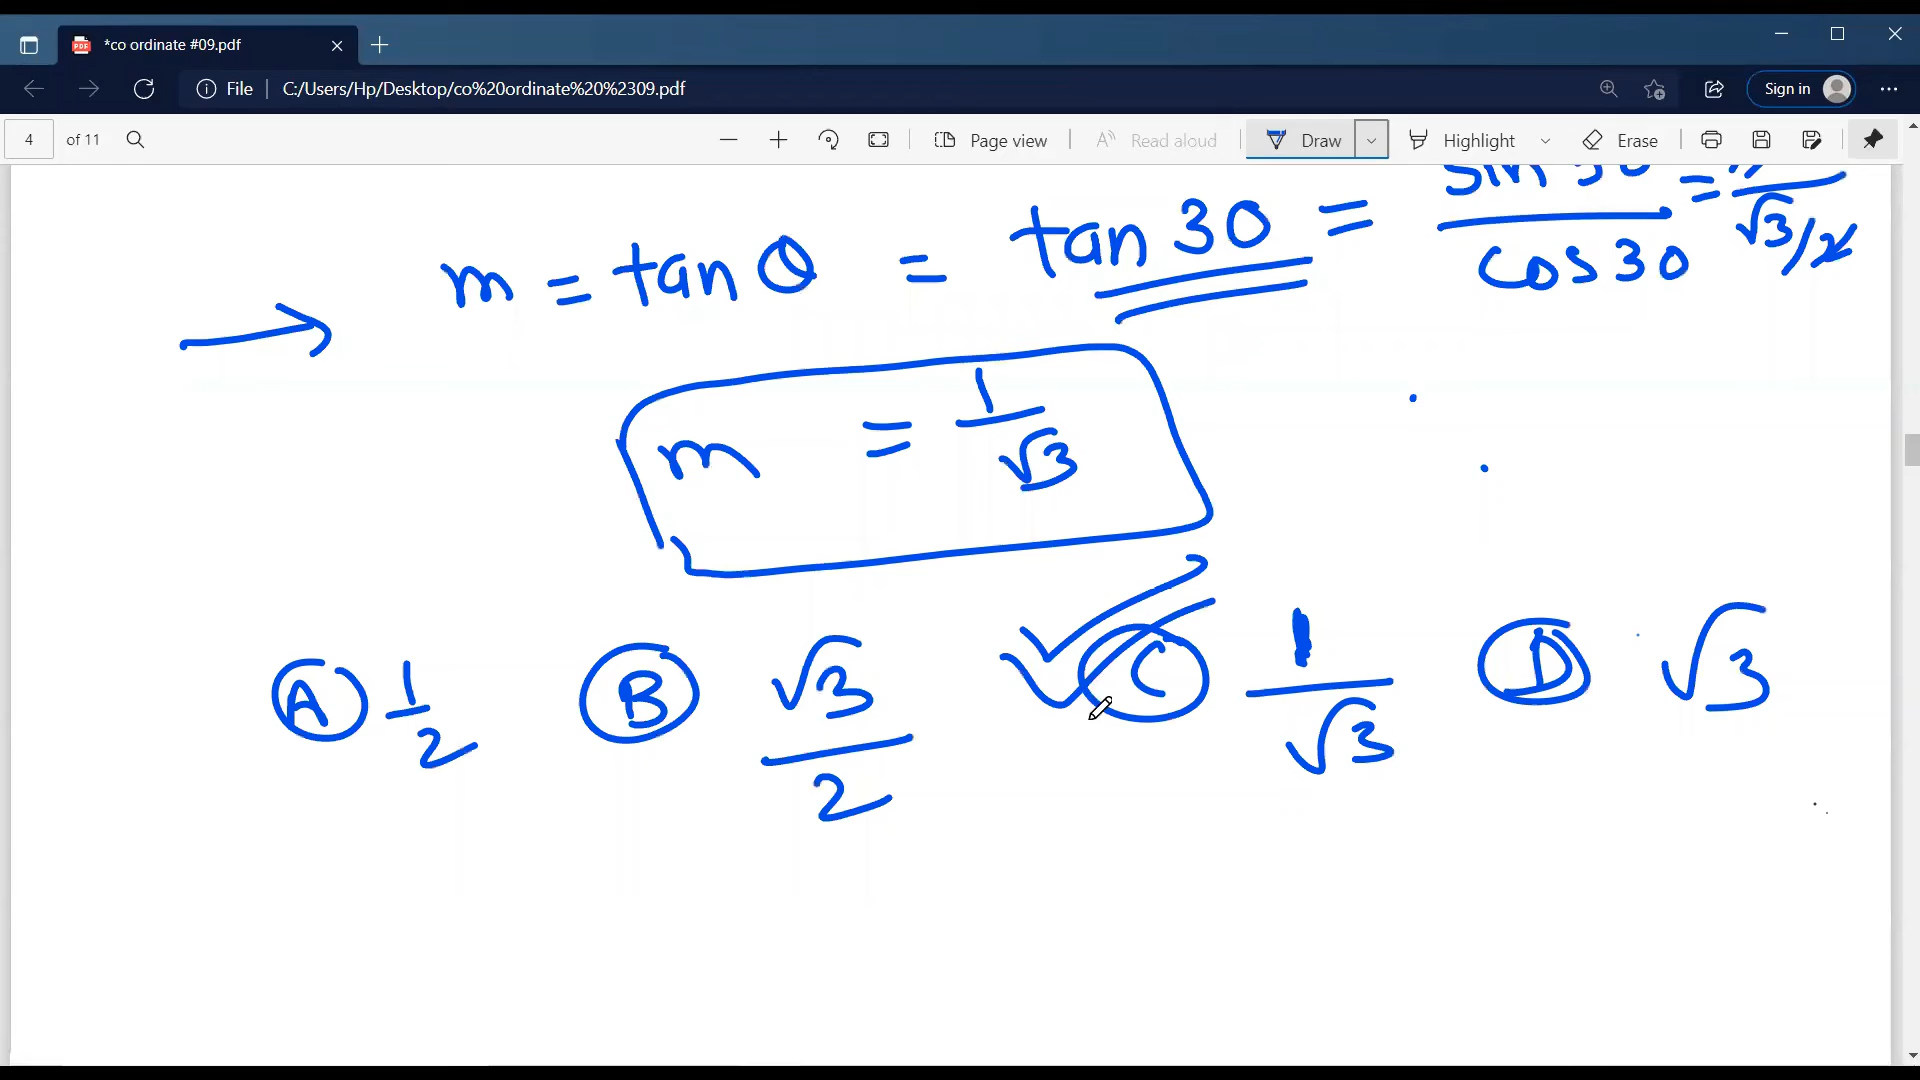 *co ordinate #09.pdf
File C:/Users/Hp/Desktop/co%20ordinate%20%2309.pdf Sign in
4 of 11 Page view Read aloud Draw Highlight Erase
m = tan θ = tan 30 = sin 30 / cos 30 = / √3/2
m = 1/√3
A 1/2 B √3/2 C 1/√3 D √3